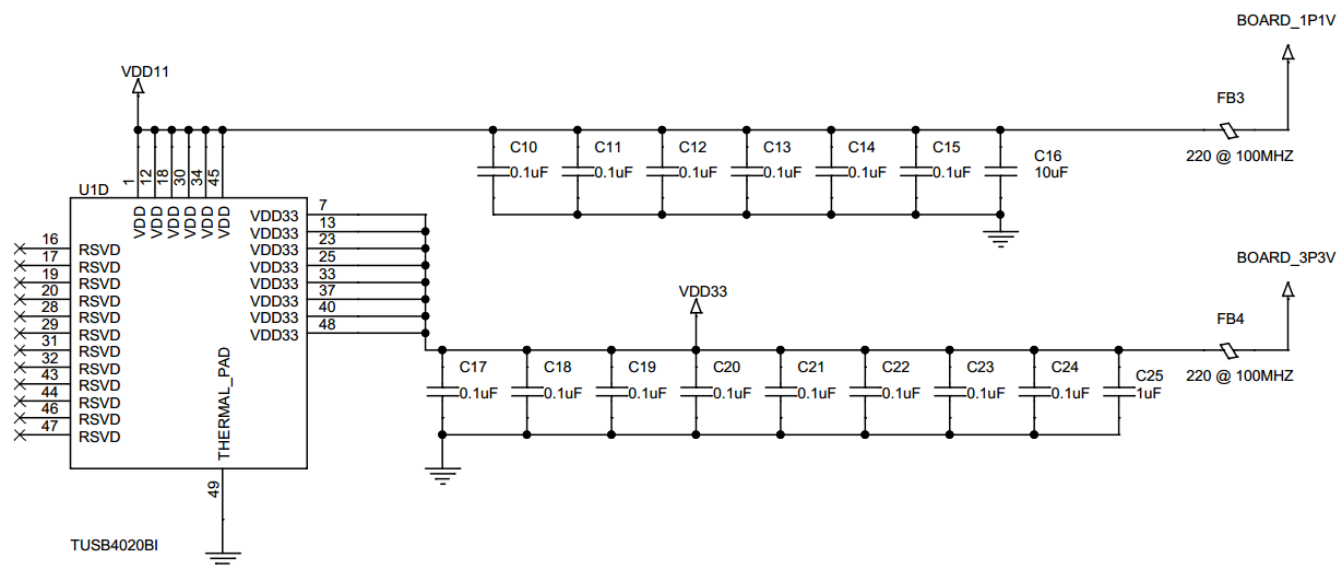 BOARD_1P1V
VDD11
FB3
C10
C11
C12
C13
C14
C15
C16
0.1uF
0.1uF
0.1uF
0.1uF
0.1uF
0.1uF
10uF
220 @ 100MHZ
1
12
18
30
34
45
U1D
VDD
VDD
VDD
VDD
VDD
VDD
VDD33 7
VDD33 13
VDD33 23
VDD33 25
VDD33 33
VDD33 37
VDD33 40
VDD33 48
16 RSVD
17 RSVD
19 RSVD
20 RSVD
28 RSVD
29 RSVD
31 RSVD
32 RSVD
43 RSVD
44 RSVD
46 RSVD
47 RSVD
THERMAL_PAD
49
TUSB4020BI
BOARD_3P3V
VDD33
FB4
C17
C18
C19
C20
C21
C22
C23
C24
C25
0.1uF
0.1uF
0.1uF
0.1uF
0.1uF
0.1uF
0.1uF
0.1uF
1uF
220 @ 100MHZ